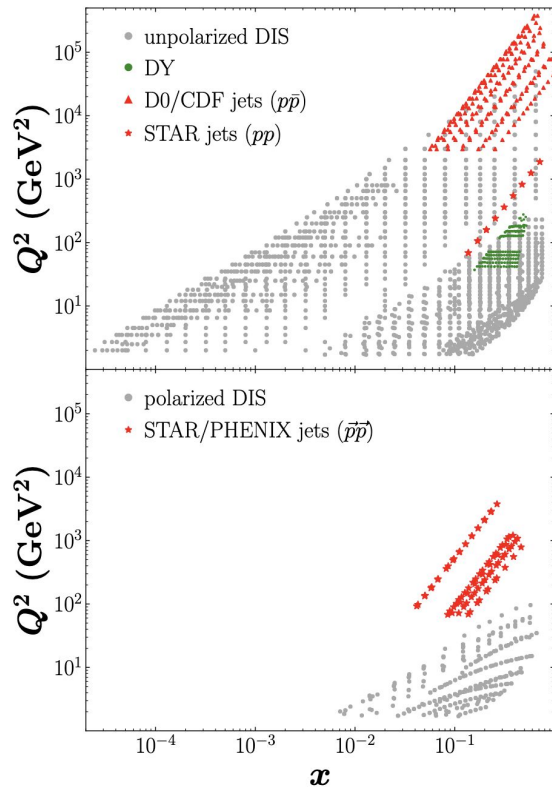 10⁵
10⁴
10³
10²
10¹
Q² (GeV²)
unpolarized DIS
DY
D0/CDF jets (pp̄)
STAR jets (pp)
10⁵
10⁴
10³
10²
10¹
Q² (GeV²)
polarized DIS
STAR/PHENIX jets (p⃗p⃗)
10⁻⁴ 10⁻³ 10⁻² 10⁻¹
x